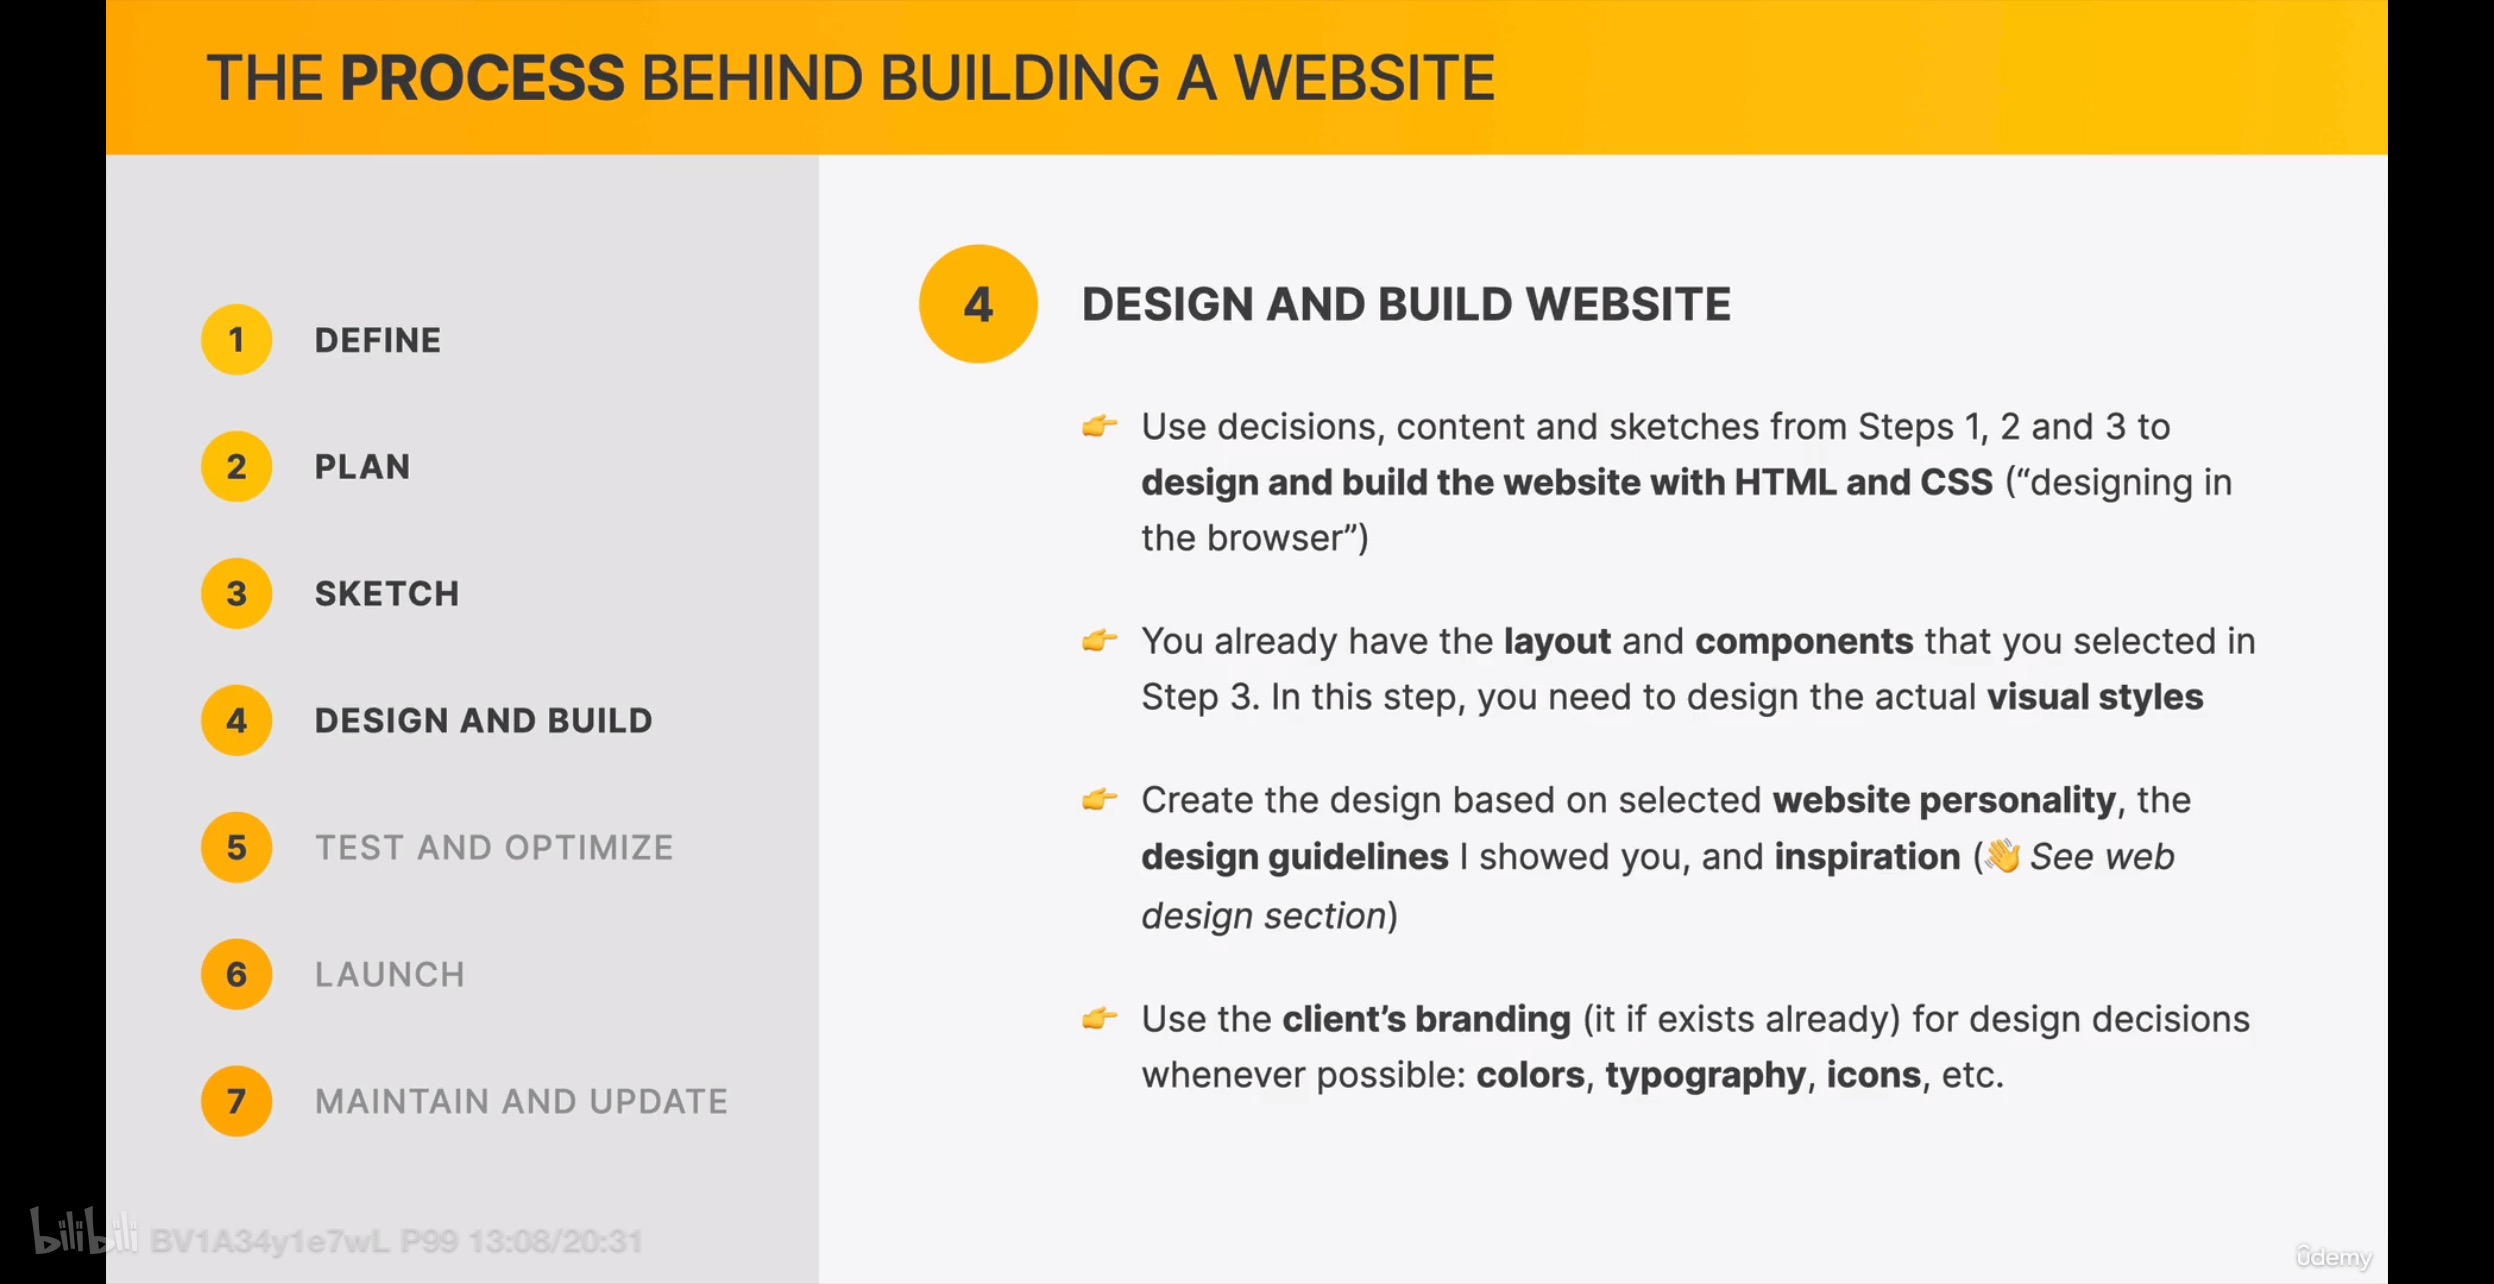 THE PROCESS BEHIND BUILDING A WEBSITE
1 DEFINE
2 PLAN
3 SKETCH
4 DESIGN AND BUILD
5 TEST AND OPTIMIZE
6 LAUNCH
7 MAINTAIN AND UPDATE
4 DESIGN AND BUILD WEBSITE
👉 Use decisions, content and sketches from Steps 1, 2 and 3 to
design and build the website with HTML and CSS (“designing in
the browser”)
👉 You already have the layout and components that you selected in
Step 3. In this step, you need to design the actual visual styles
👉 Create the design based on selected website personality, the
design guidelines I showed you, and inspiration (👋 See web
design section)
👉 Use the client’s branding (it if exists already) for design decisions
whenever possible: colors, typography, icons, etc.
bilibili BV1A34y1e7wL P99 13:08/20:31
ûdemy